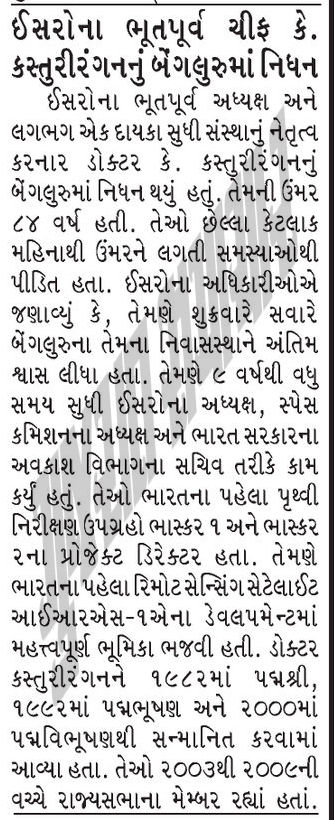 ઈસરોના ભૂતપૂર્વ ચીફ કે.
કસ્તુરીરંગનનું બેંગલુરુમાં નિધન
ઈસરોના ભૂતપૂર્વ અધ્યક્ષ અને
લગભગ એક દાયકા સુધી સંસ્થાનું નેતૃત્વ
કરનાર ડોક્ટર કે. કસ્તુરીરંગનનું
બેંગલુરુમાં નિધન થયું હતું. તેમની ઉંમર
૮૪ વર્ષ હતી. તેઓ છેલ્લા કેટલાક
મહિનાથી ઉંમરને લગતી સમસ્યાઓથી
પીડિત હતા. ઈસરોના અધિકારીઓએ
જણાવ્યું કે, તેમણે શુક્રવારે સવારે
બેંગલુરુના તેમના નિવાસસ્થાને અંતિમ
શ્વાસ લીધા હતા. તેમણે ૯ વર્ષથી વધુ
સમય સુધી ઈસરોના અધ્યક્ષ, સ્પેસ
કમિશનના અધ્યક્ષ અને ભારત સરકારના
અવકાશ વિભાગના સચિવ તરીકે કામ
કર્યું હતું. તેઓ ભારતના પહેલા પૃથ્વી
નિરીક્ષણ ઉપગ્રહો ભાસ્કર ૧ અને ભાસ્કર
૨ના પ્રોજેક્ટ ડિરેક્ટર હતા. તેમણે
ભારતના પહેલા રિમોટ સેન્સિંગ સેટેલાઈટ
આઈઆરએસ-૧એના ડેવલપમેન્ટમાં
મહત્ત્વપૂર્ણ ભૂમિકા ભજવી હતી. ડોક્ટર
કસ્તુરીરંગનને ૧૯૮૨માં પદ્મશ્રી,
૧૯૯૨માં પદ્મભૂષણ અને ૨૦૦૦માં
પદ્મવિભૂષણથી સન્માનિત કરવામાં
આવ્યા હતા. તેઓ ૨૦૦૩થી ૨૦૦૯ની
વચ્ચે રાજ્યસભાના મેમ્બર રહ્યાં હતાં.